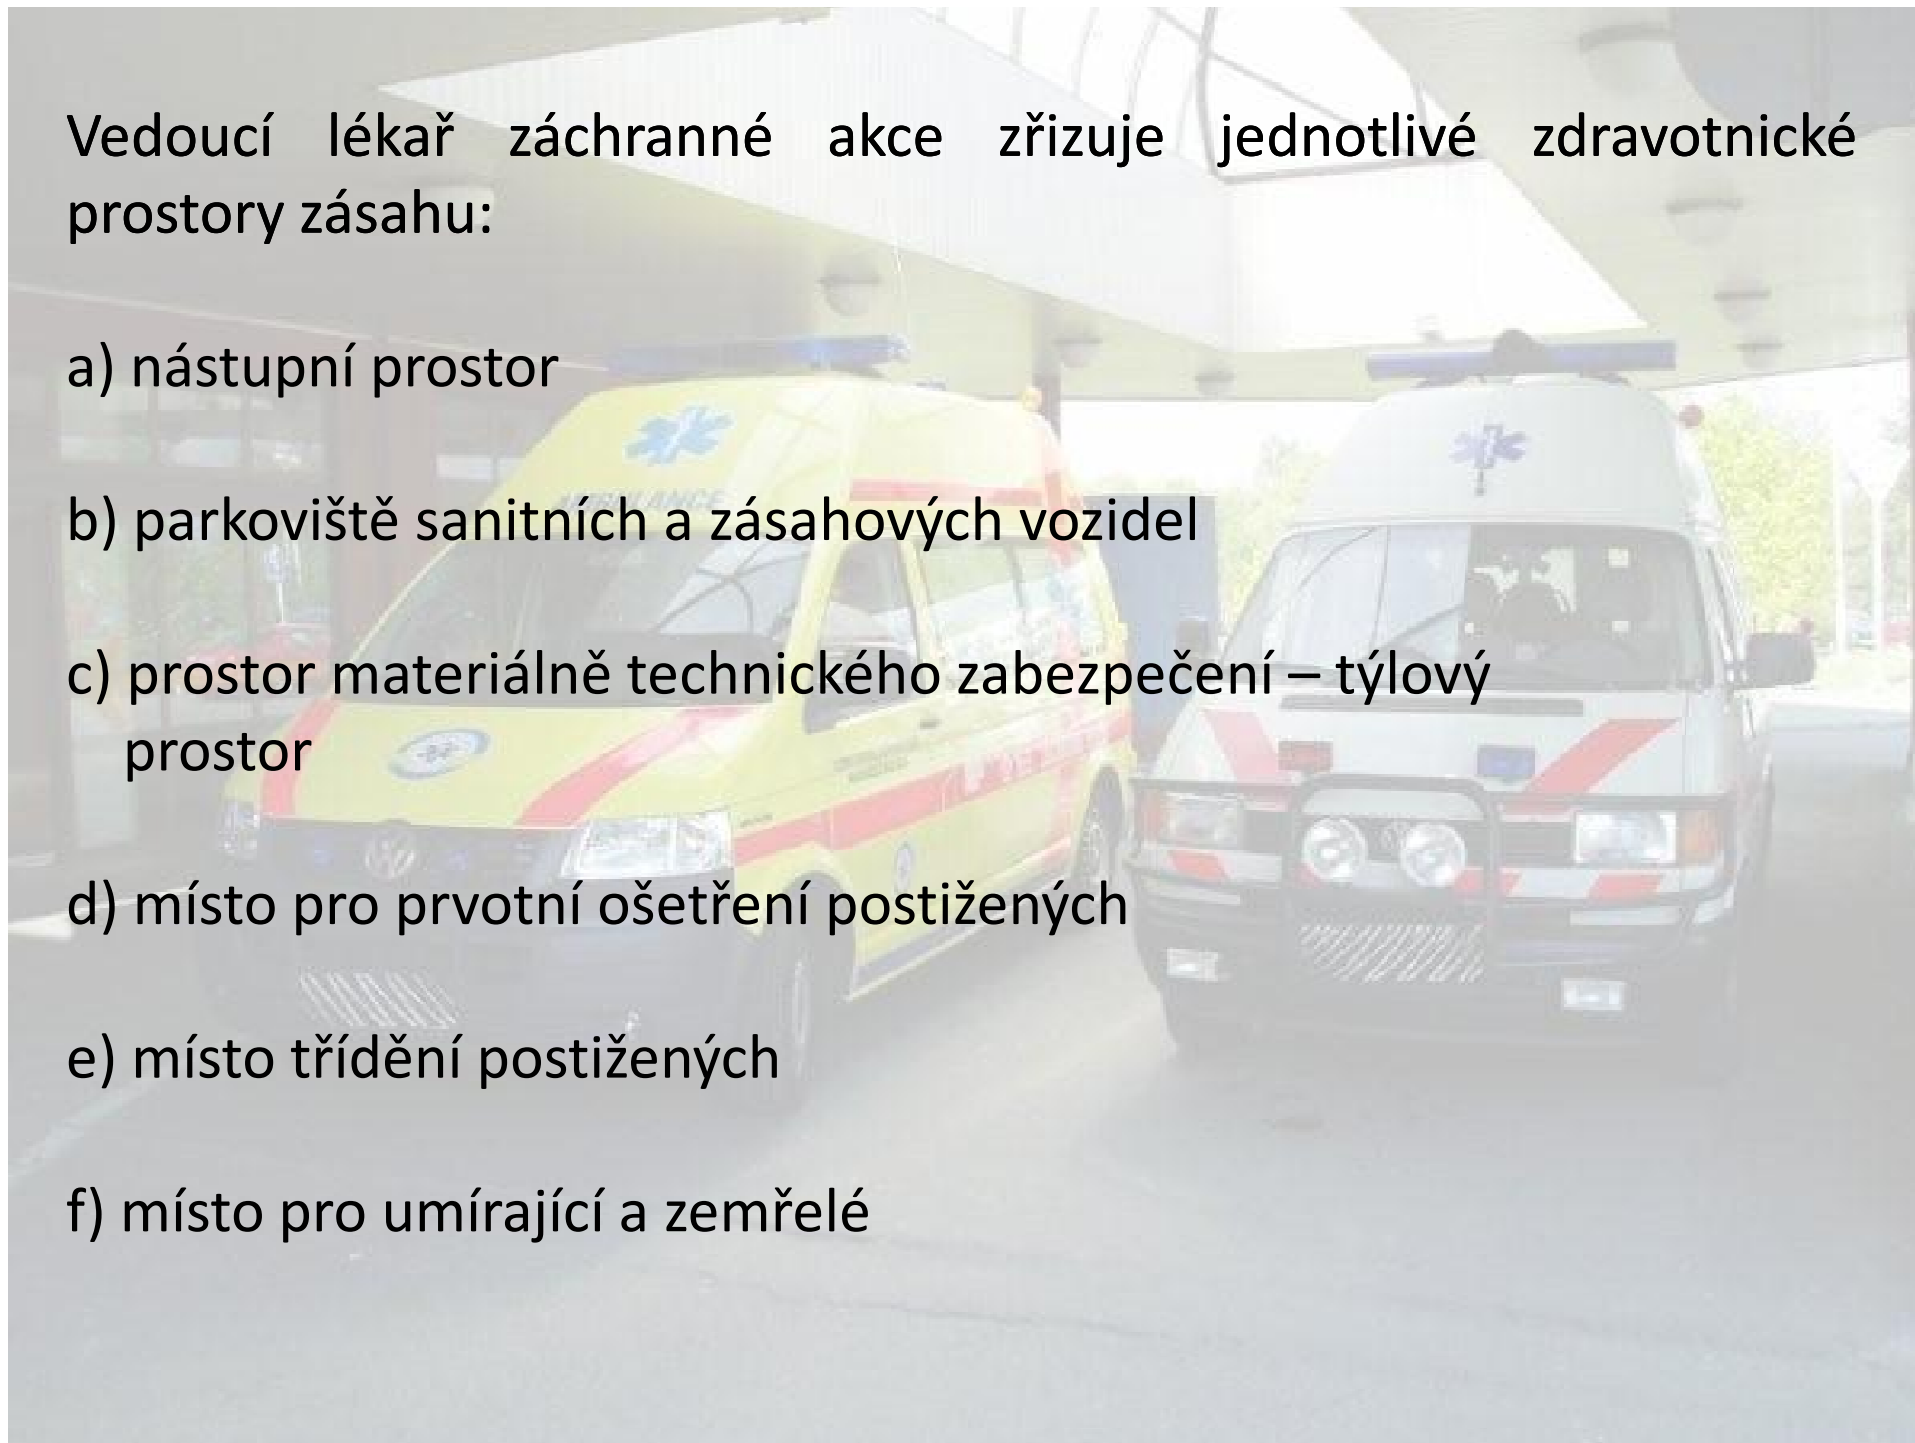 Vedoucí lékař záchranné akce zřizuje jednotlivé zdravotnické
prostory zásahu:
a) nástupní prostor
b) parkoviště sanitních a zásahových vozidel
c) prostor materiálně technického zabezpečení – týlový
prostor
d) místo pro prvotní ošetření postižených
e) místo třídění postižených
f) místo pro umírající a zemřelé